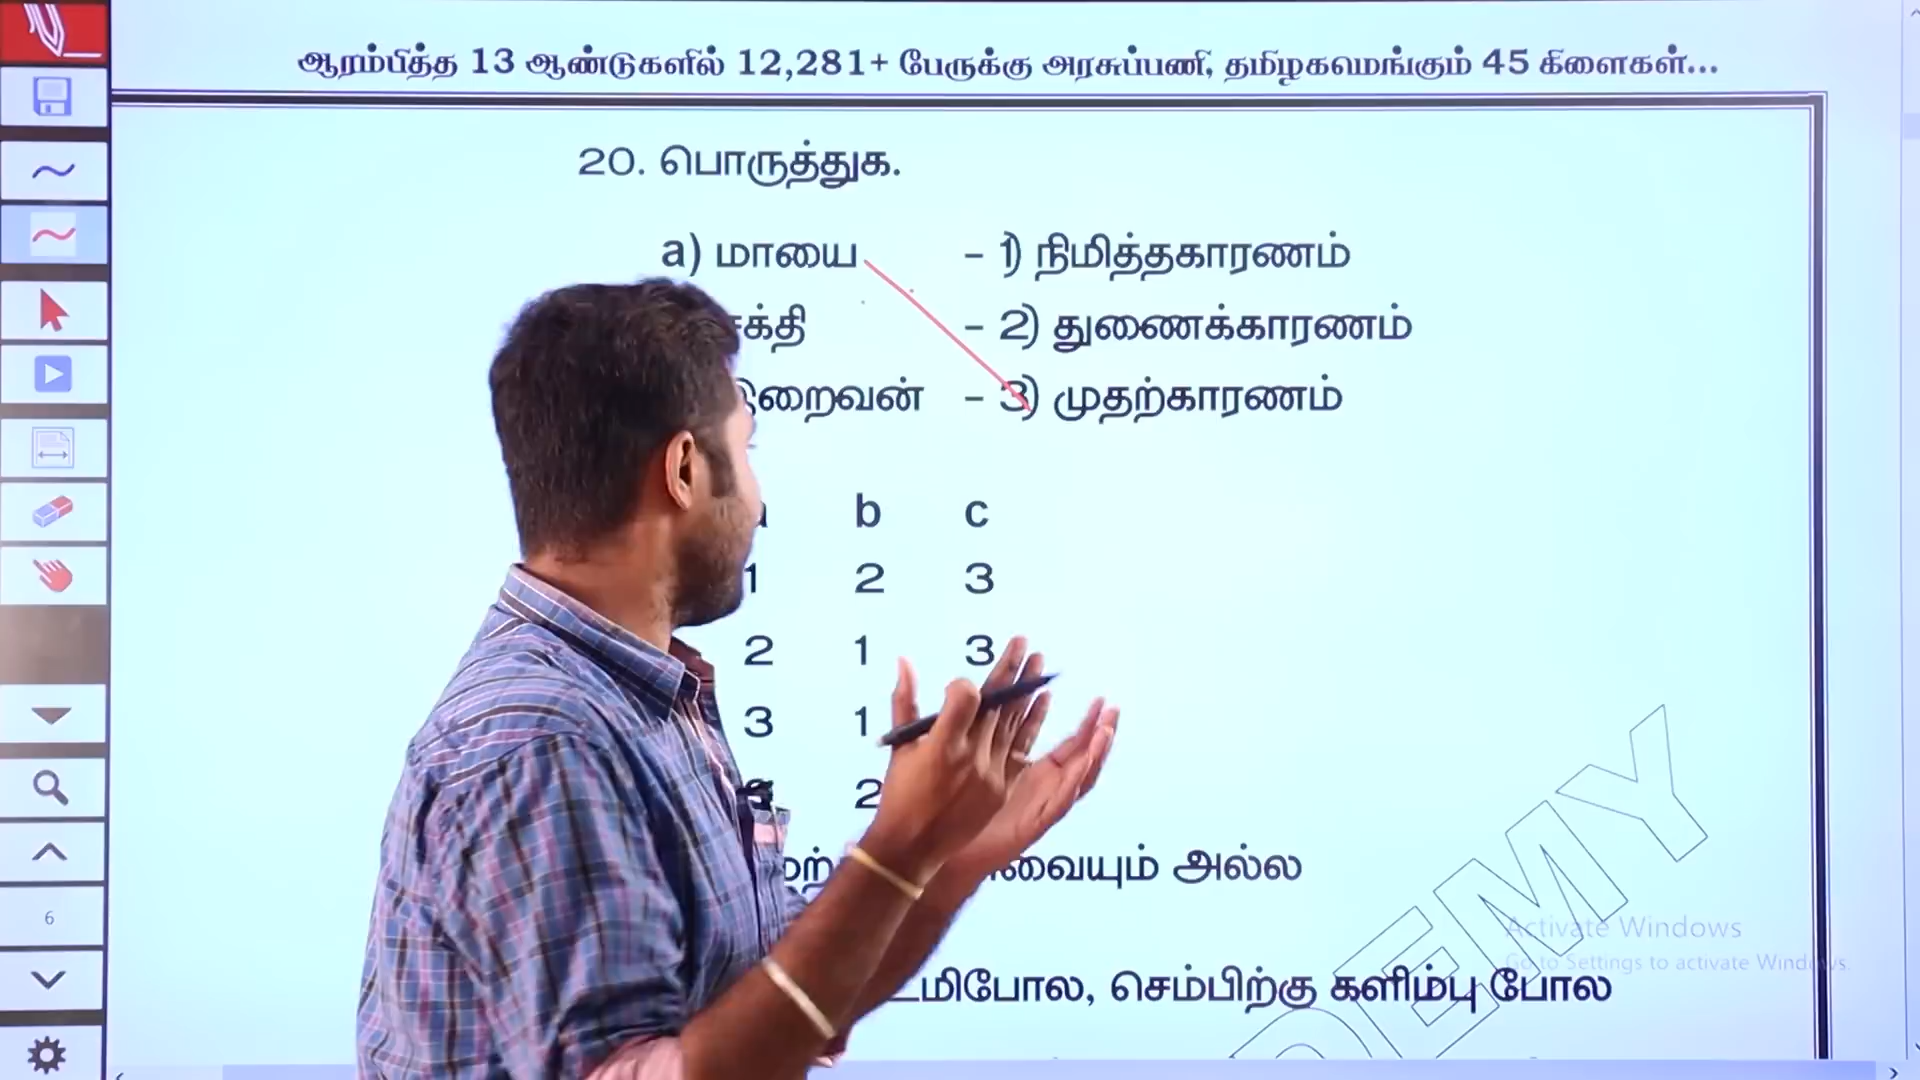 ஆரம்பித்த 13 ஆண்டுகளில் 12,281+ பேருக்கு அரசுப்பணி, தமிழகமெங்கும் 45 கிளைகள்...
20. பொருத்துக.
a) மாயை – 1) நிமித்தகாரணம்
– 2) துணைக்காரணம்
இறைவன் – 3) முதற்காரணம்
b c
1 2 3
2 1 3
3 1
2
அல்ல
செம்பிற்கு களிம்பு போல
Activate Windows
Go to Settings to activate Windows.
6